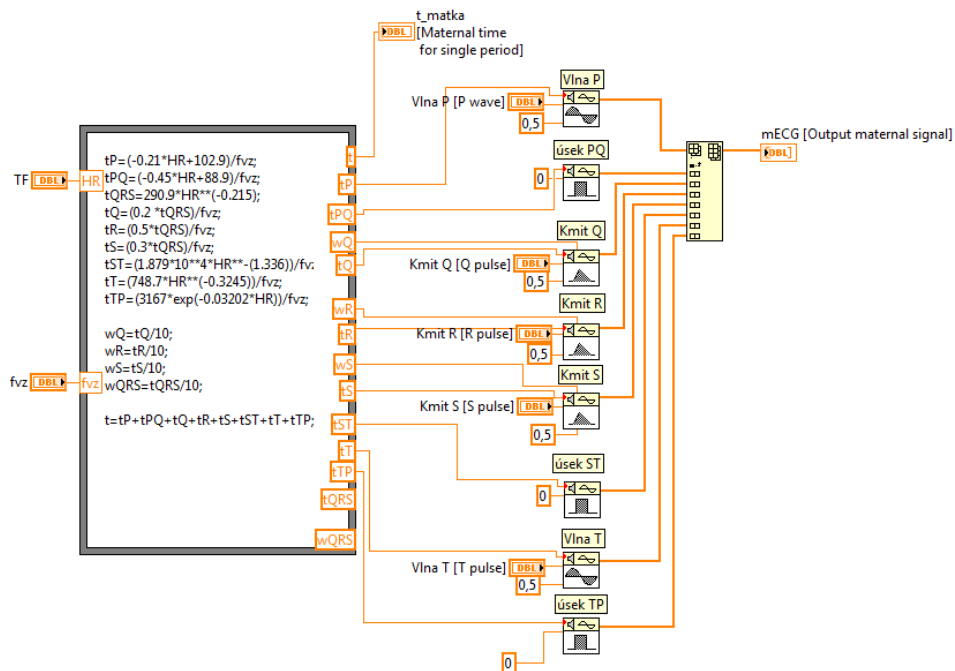 t_matka
DBL
[Maternal time
for single period]
TF
DBL
HR
fvz
DBL
fvz
tP=(-0.21*HR+102.9)/fvz;
tPQ=(-0.45*HR+88.9)/fvz;
tQRS=290.9*HR**(-0.215);
tQ=(0.2 *tQRS)/fvz;
tR=(0.5*tQRS)/fvz;
tS=(0.3*tQRS)/fvz;
tST=(1.879*10**4*HR**-(1.336))/fvz
tT=(748.7*HR**(-0.3245))/fvz;
tTP=(3167*exp(-0.03202*HR))/fvz;
wQ=tQ/10;
wR=tR/10;
wS=tS/10;
wQRS=tQRS/10;
t=tP+tPQ+tQ+tR+tS+tST+tT+tTP;
t
tP
tPQ
wQ
tQ
wR
tR
wS
tS
tST
tT
tTP
tQRS
wQRS
Vlna P
Vlna P [P wave]
DBL
0,5
úsek PQ
0
Kmit Q
Kmit Q [Q pulse]
DBL
0,5
Kmit R
Kmit R [R pulse]
DBL
0,5
Kmit S
Kmit S [S pulse]
DBL
0,5
úsek ST
0
Vlna T
Vlna T [T pulse]
DBL
0,5
úsek TP
0
mECG [Output maternal signal]
DBL